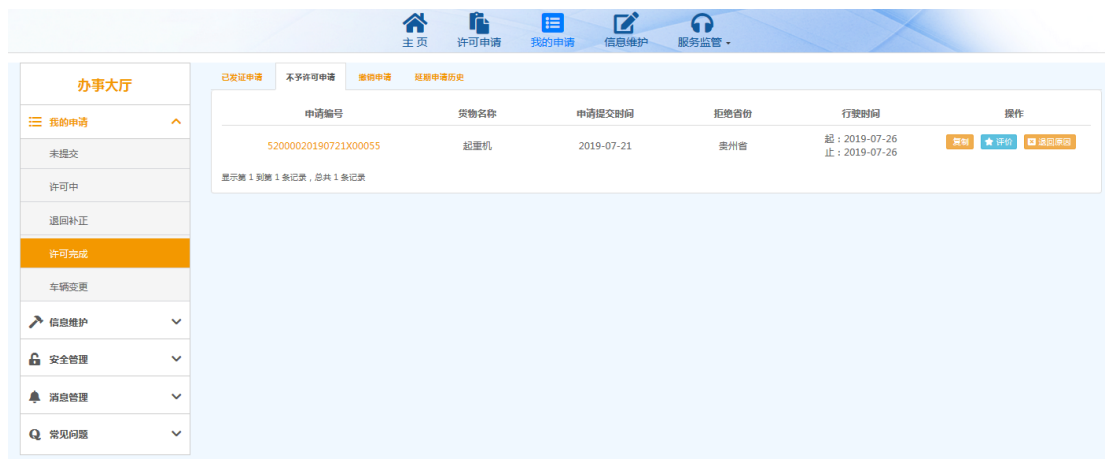 主 页 许可申请 我的申请 信息维护 服务监管
办事大厅
我的申请
未提交
许可中
退回补正
许可完成
车辆变更
信息维护
安全管理
消息管理
常见问题
已发证申请 不予许可申请 撤销申请 延期申请历史
申请编号 货物名称 申请提交时间 拒绝省份 行驶时间 操作
52000020190721X00055 起重机 2019-07-21 贵州省 起：2019-07-26 复制 评价 退回原因
止：2019-07-26
显示第 1 到第 1 条记录，总共 1 条记录